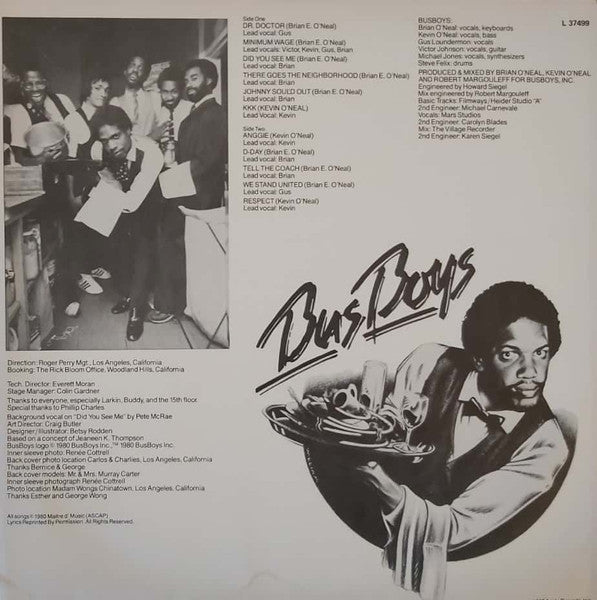 Side One
DR. DOCTOR (Brian E. O'Neal)
Lead vocal: Gus
MINIMUM WAGE (Brian E. O'Neal)
Lead vocals: Victor, Kevin, Gus, Brian
DID YOU SEE ME (Brian E. O'Neal)
Lead vocal: Brian
THERE GOES THE NEIGHBORHOOD (Brian E. O'Neal)
Lead vocal: Brian
JOHNNY SOUL'D OUT (Brian E. O'Neal)
Lead vocal: Brian
KKK (KEVIN O'NEAL)
Lead Vocal: Kevin
Side Two
ANGGIE (Kevin O'Neal)
Lead vocal: Kevin
D-DAY (Brian E. O'Neal)
Lead vocal: Brian
TELL THE COACH (Brian E. O'Neal)
Lead vocal: Brian
WE STAND UNITED (Brian E. O'Neal)
Lead vocal: Gus
RESPECT (Kevin O'Neal)
Lead vocal: Kevin
BUSBOYS:
Brian O'Neal: vocals, keyboards
Kevin O'Neal: vocals, bass
Gus Loundermon: vocals
Victor Johnson: vocals, guitar
Michael Jones: vocals, synthesizers
Steve Felix: drums
PRODUCED & MIXED BY BRIAN O'NEAL, KEVIN O'NEAL
AND ROBERT MARGOULEFF FOR BUSBOYS, INC.
Engineered by Howard Siegel
Mix engineered by Robert Margouleff
Basic Tracks: Filmways/Heider Studio "A"
2nd Engineer: Michael Carnevale
Vocals: Mars Studios
2nd Engineer: Carolyn Blades
Mix: The Village Recorder
2nd Engineer: Karen Siegel
L 37499
BUS BOYS
Direction: Roger Perry Mgt., Los Angeles, California
Booking: The Rick Bloom Office, Woodland Hills, California
Tech. Director: Everett Moran
Stage Manager: Colin Gardner
Thanks to everyone, especially Larkin, Buddy, and the 15th floor.
Special thanks to Phillip Charles
Background vocal on "Did You See Me" by Pete McRae
Art Director: Craig Butler
Designer/Illustrator: Betsy Rodden
Based on a concept of Jeaneen K. Thompson
BusBoys logo © 1980 BusBoys Inc.,™ 1980 BusBoys Inc.
Inner sleeve photo: Renée Cottrell
Back cover photo location Carlos & Charlies, Los Angeles, California
Thanks Bernice & George
Back cover models: Mr. & Mrs. Murray Carter
Inner sleeve photograph Renée Cottrell
Photo location Madam Wongs Chinatown, Los Angeles, California
Thanks Esther and George Wong
All songs © 1980 Maitre d' Music (ASCAP)
Lyrics Reprinted By Permission. All Rights Reserved.